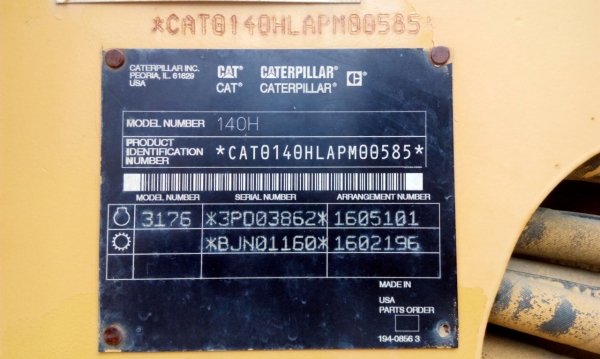 *CAT0140HLAPM00585*
CATERPILLAR INC. CAT CATERPILLAR C
PEORIA, IL 61629
USA CAT® CATERPILLAR®
MODEL NUMBER 140H
PRODUCT
IDENTIFICATION *CAT0140HLAPM00585*
NUMBER
MODEL NUMBER SERIAL NUMBER ARRANGEMENT NUMBER
3176 *3PD03862* 1605101
*BJN01160* 1602196
MADE IN
USA
PARTS ORDER
194-0856 3